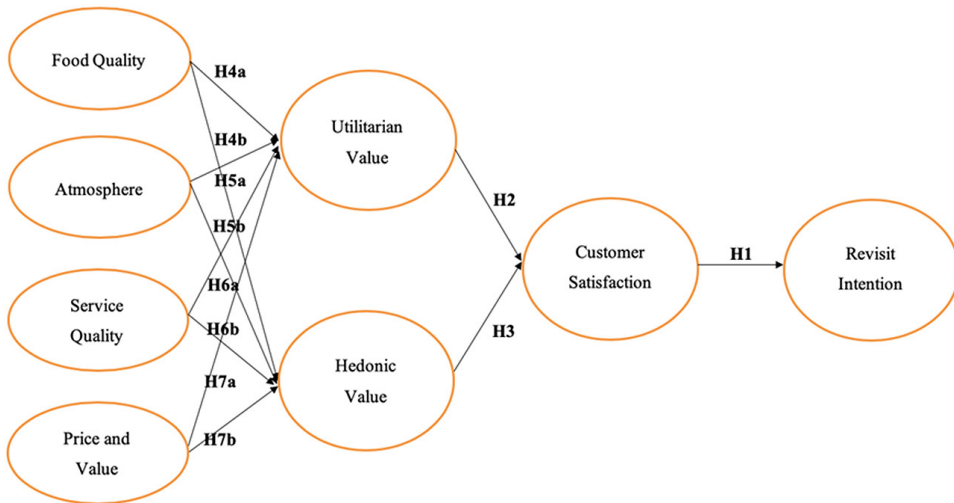 Food Quality
H4a
Utilitarian
Value
H4b
Atmosphere
H5a
H5b
H2
Customer
Satisfaction
H1
Revisit
Intention
Service
Quality
H6a
H6b
H3
Hedonic
Value
H7a
H7b
Price and
Value